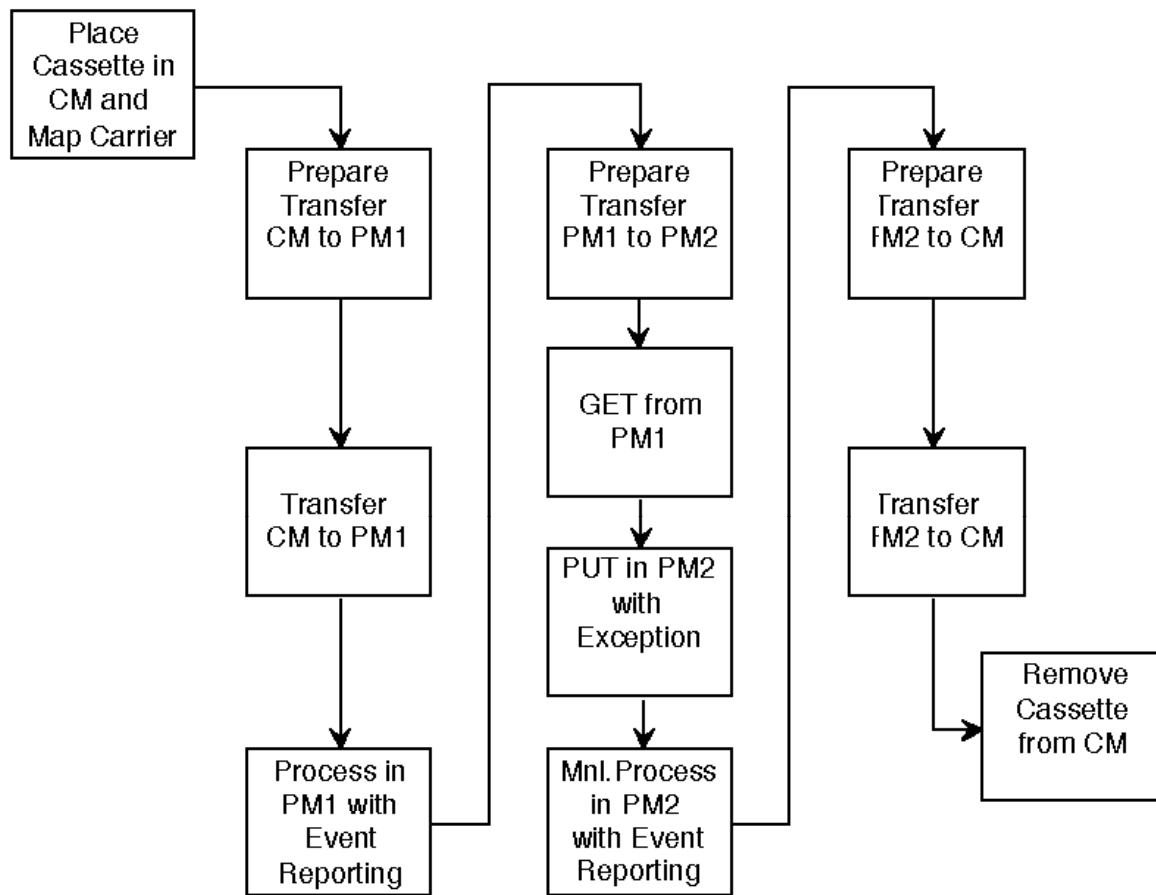 Place
Cassette in
CM and
Map Carrier
Prepare
Transfer
CM to PM1
Transfer
CM to PM1
Process in
PM1 with
Event
Reporting
Prepare
Transfer
PM1 to PM2
GET from
PM1
PUT in PM2
with
Exception
Mnl. Process
in PM2
with Event
Reporting
Prepare
Transfer
PM2 to CM
Transfer
PM2 to CM
Remove
Cassette
from CM